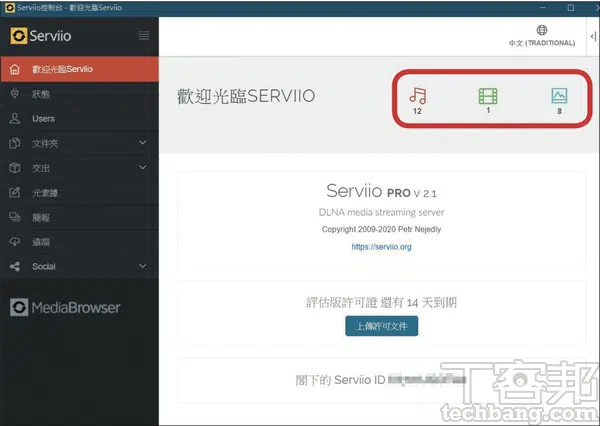 Serviio控制台 - 歡迎光臨Serviio
Serviio
中文 (TRADITIONAL)
歡迎光臨Serviio
狀態
Users
文件夾
交出
元素據
簡報
遠端
Social
MediaBrowser
歡迎光臨SERVIIO
12
1
8
Serviio PRO V 2.1
DLNA media streaming server
Copyright 2009-2020 Petr Nejedly
https://serviio.org
評估版許可證 還有 14 天到期
上傳許可文件
閣下的 Serviio ID
T客邦
techbang.com